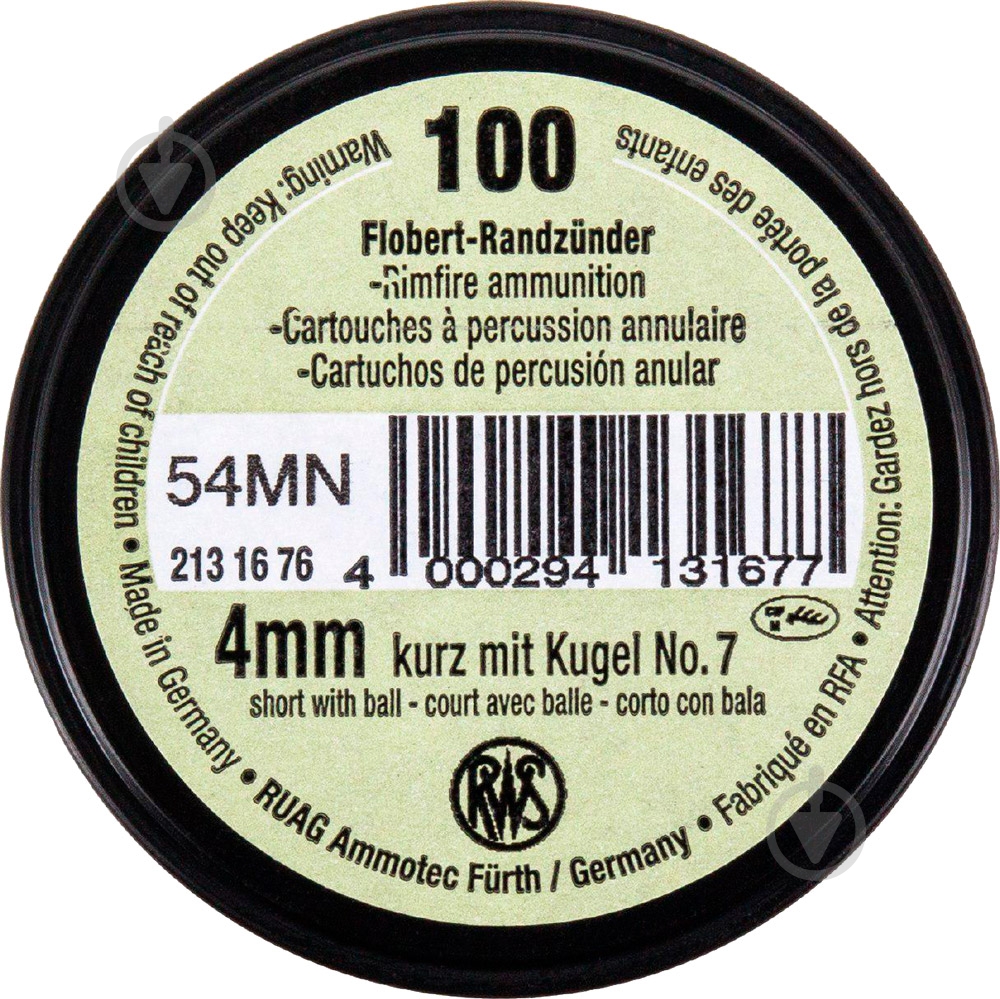 100
Flobert-Randzünder
-Rimfire ammunition
-Cartouches à percussion annulaire
-Cartuchos de percusión anular
54MN
213 16 76
4 000294 131677
4mm kurz mit Kugel No. 7
short with ball - court avec balle - corto con bala
RWS
Warning: Keep out of reach of children • Made in Germany • RUAG Ammotec Fürth / Germany • Fabriqué en RFA • Attention: Gardez hors de la portée des enfants